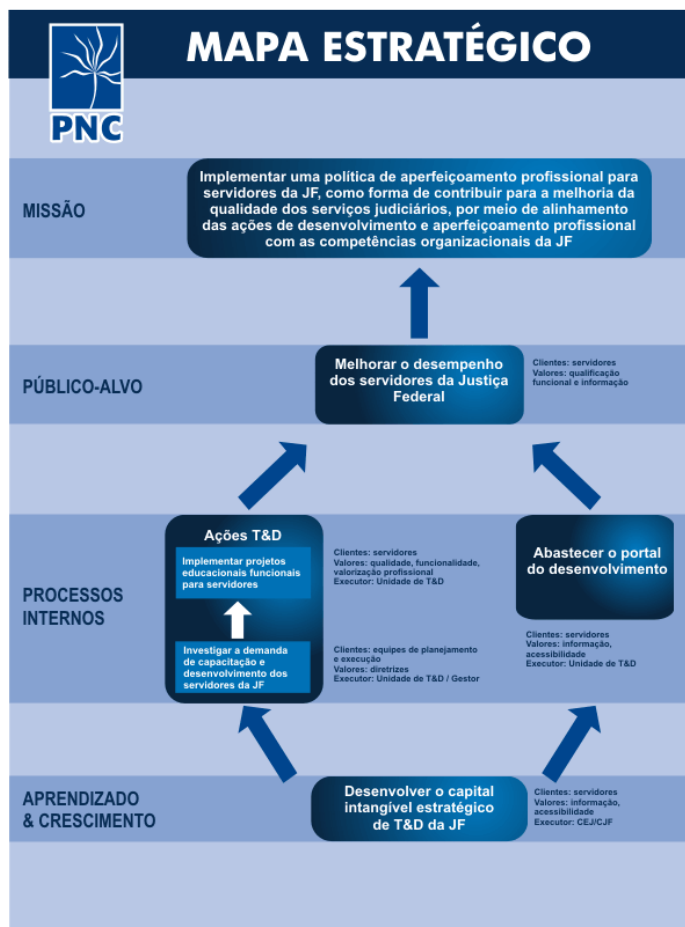 MAPA ESTRATÉGICO
PNC
MISSÃO
Implementar uma política de aperfeiçoamento profissional para
servidores da JF, como forma de contribuir para a melhoria da
qualidade dos serviços judiciários, por meio de alinhamento
das ações de desenvolvimento e aperfeiçoamento profissional
com as competências organizacionais da JF
PÚBLICO-ALVO
Melhorar o desempenho
dos servidores da Justiça
Federal
Clientes: servidores
Valores: qualificação
funcional e informação
PROCESSOS
INTERNOS
Ações T&D
Implementar projetos
educacionais funcionais
para servidores
Clientes: servidores
Valores: qualidade, funcionalidade,
valorização profissional
Executor: Unidade de T&D
Investigar a demanda
de capacitação e
desenvolvimento dos
servidores da JF
Clientes: equipes de planejamento
e execução
Valores: diretrizes
Executor: Unidade de T&D / Gestor
Abastecer o portal
do desenvolvimento
Clientes: servidores
Valores: informação,
acessibilidade
Executor: Unidade de T&D
APRENDIZADO
& CRESCIMENTO
Desenvolver o capital
intangível estratégico
de T&D da JF
Clientes: servidores
Valores: informação,
acessibilidade
Executor: CEJ/CJF